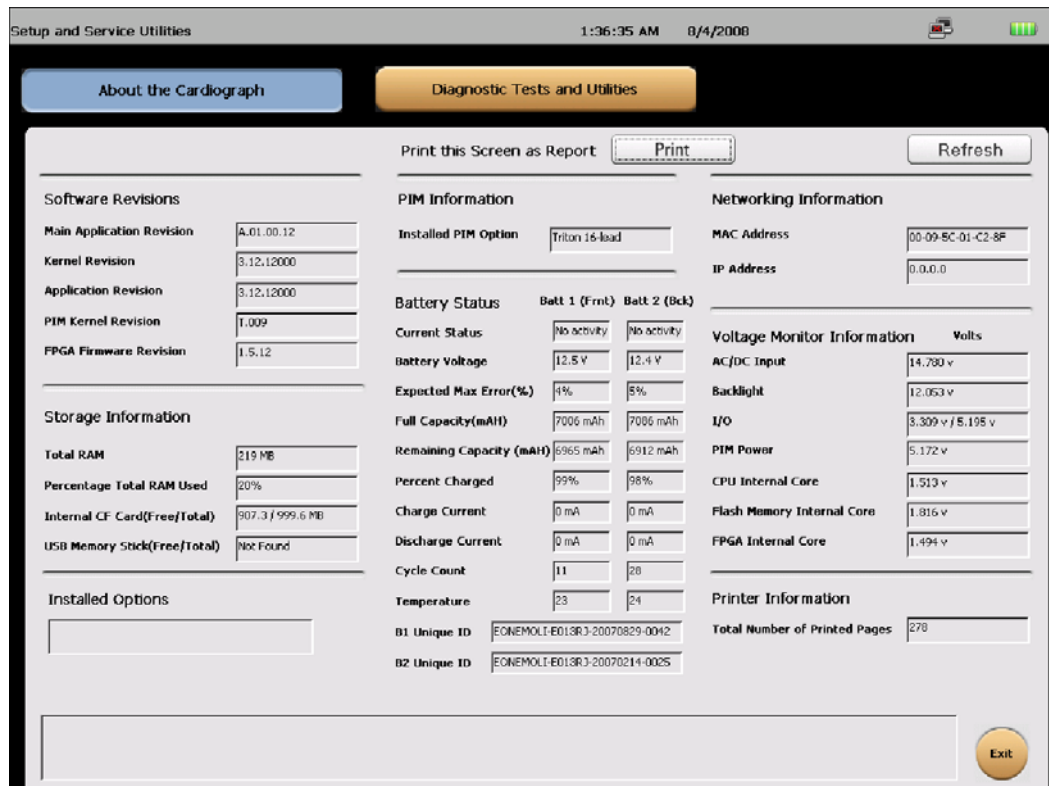 Setup and Service Utilities 1:36:35 AM 8/4/2008
About the Cardiograph
Diagnostic Tests and Utilities
Print this Screen as Report Print Refresh
Software Revisions
Main Application Revision A.01.00.12
Kernel Revision 3.12.12000
Application Revision 3.12.12000
PIM Kernel Revision T.009
FPGA Firmware Revision 1.5.12
Storage Information
Total RAM 219 MB
Percentage Total RAM Used 20%
Internal CF Card(Free/Total) 907.3 / 999.6 MB
USB Memory Stick(Free/Total) Not Found
Installed Options
PIM Information
Installed PIM Option Triton 16-lead
Battery Status Batt 1 (Frnt) Batt 2 (Bck)
Current Status No activity No activity
Battery Voltage 12.5 V 12.4 V
Expected Max Error(%) 4% 5%
Full Capacity(mAH) 7006 mAh 7086 mAh
Remaining Capacity (mAH) 6965 mAh 6912 mAh
Percent Charged 99% 98%
Charge Current 0 mA 0 mA
Discharge Current 0 mA 0 mA
Cycle Count 11 28
Temperature 23 24
B1 Unique ID EONEMOLI-E013RJ-20070829-0042
B2 Unique ID EONEMOLI-E013RJ-20070214-0025
Networking Information
MAC Address 00-09-5C-01-C2-8F
IP Address 0.0.0.0
Voltage Monitor Information Volts
AC/DC Input 14.780 v
Backlight 12.053 v
I/O 3.309 v / 5.195 v
PIM Power 5.172 v
CPU Internal Core 1.513 v
Flash Memory Internal Core 1.816 v
FPGA Internal Core 1.494 v
Printer Information
Total Number of Printed Pages 278
Exit